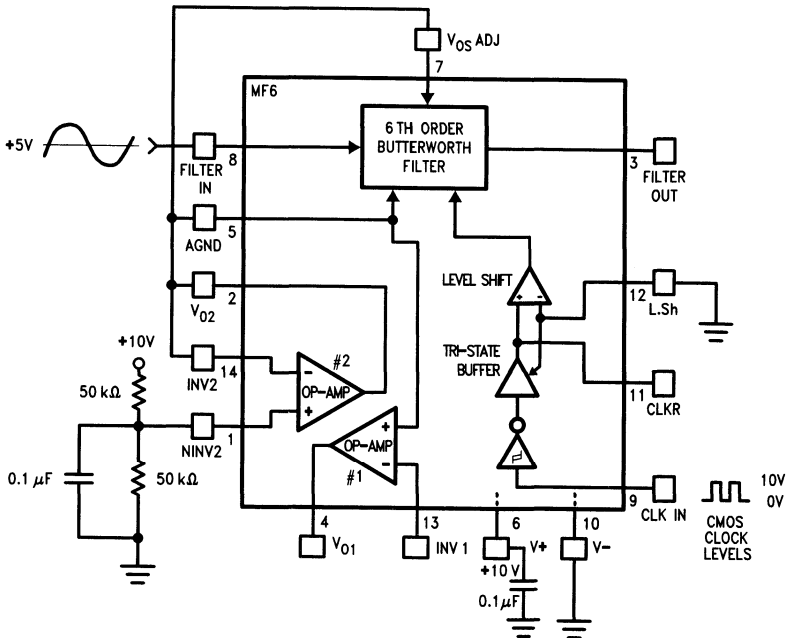 V_OS ADJ
7
MF6
6 TH ORDER
BUTTERWORTH
FILTER
+5V
8
FILTER
IN
3
FILTER
OUT
5
AGND
LEVEL SHIFT
+ -
12
L.Sh
2
V_O2
+10V
#2
TRI-STATE
BUFFER
14
INV2
-
OP-AMP
+
50 kΩ
11
CLKR
1
NINV2
+
OP-AMP
-
#1
0.1 μF
50 kΩ
9
CLK IN
10V
0V
CMOS
CLOCK
LEVELS
4
V_O1
13
INV 1
6
V+
10
V-
+10 V
0.1 μF